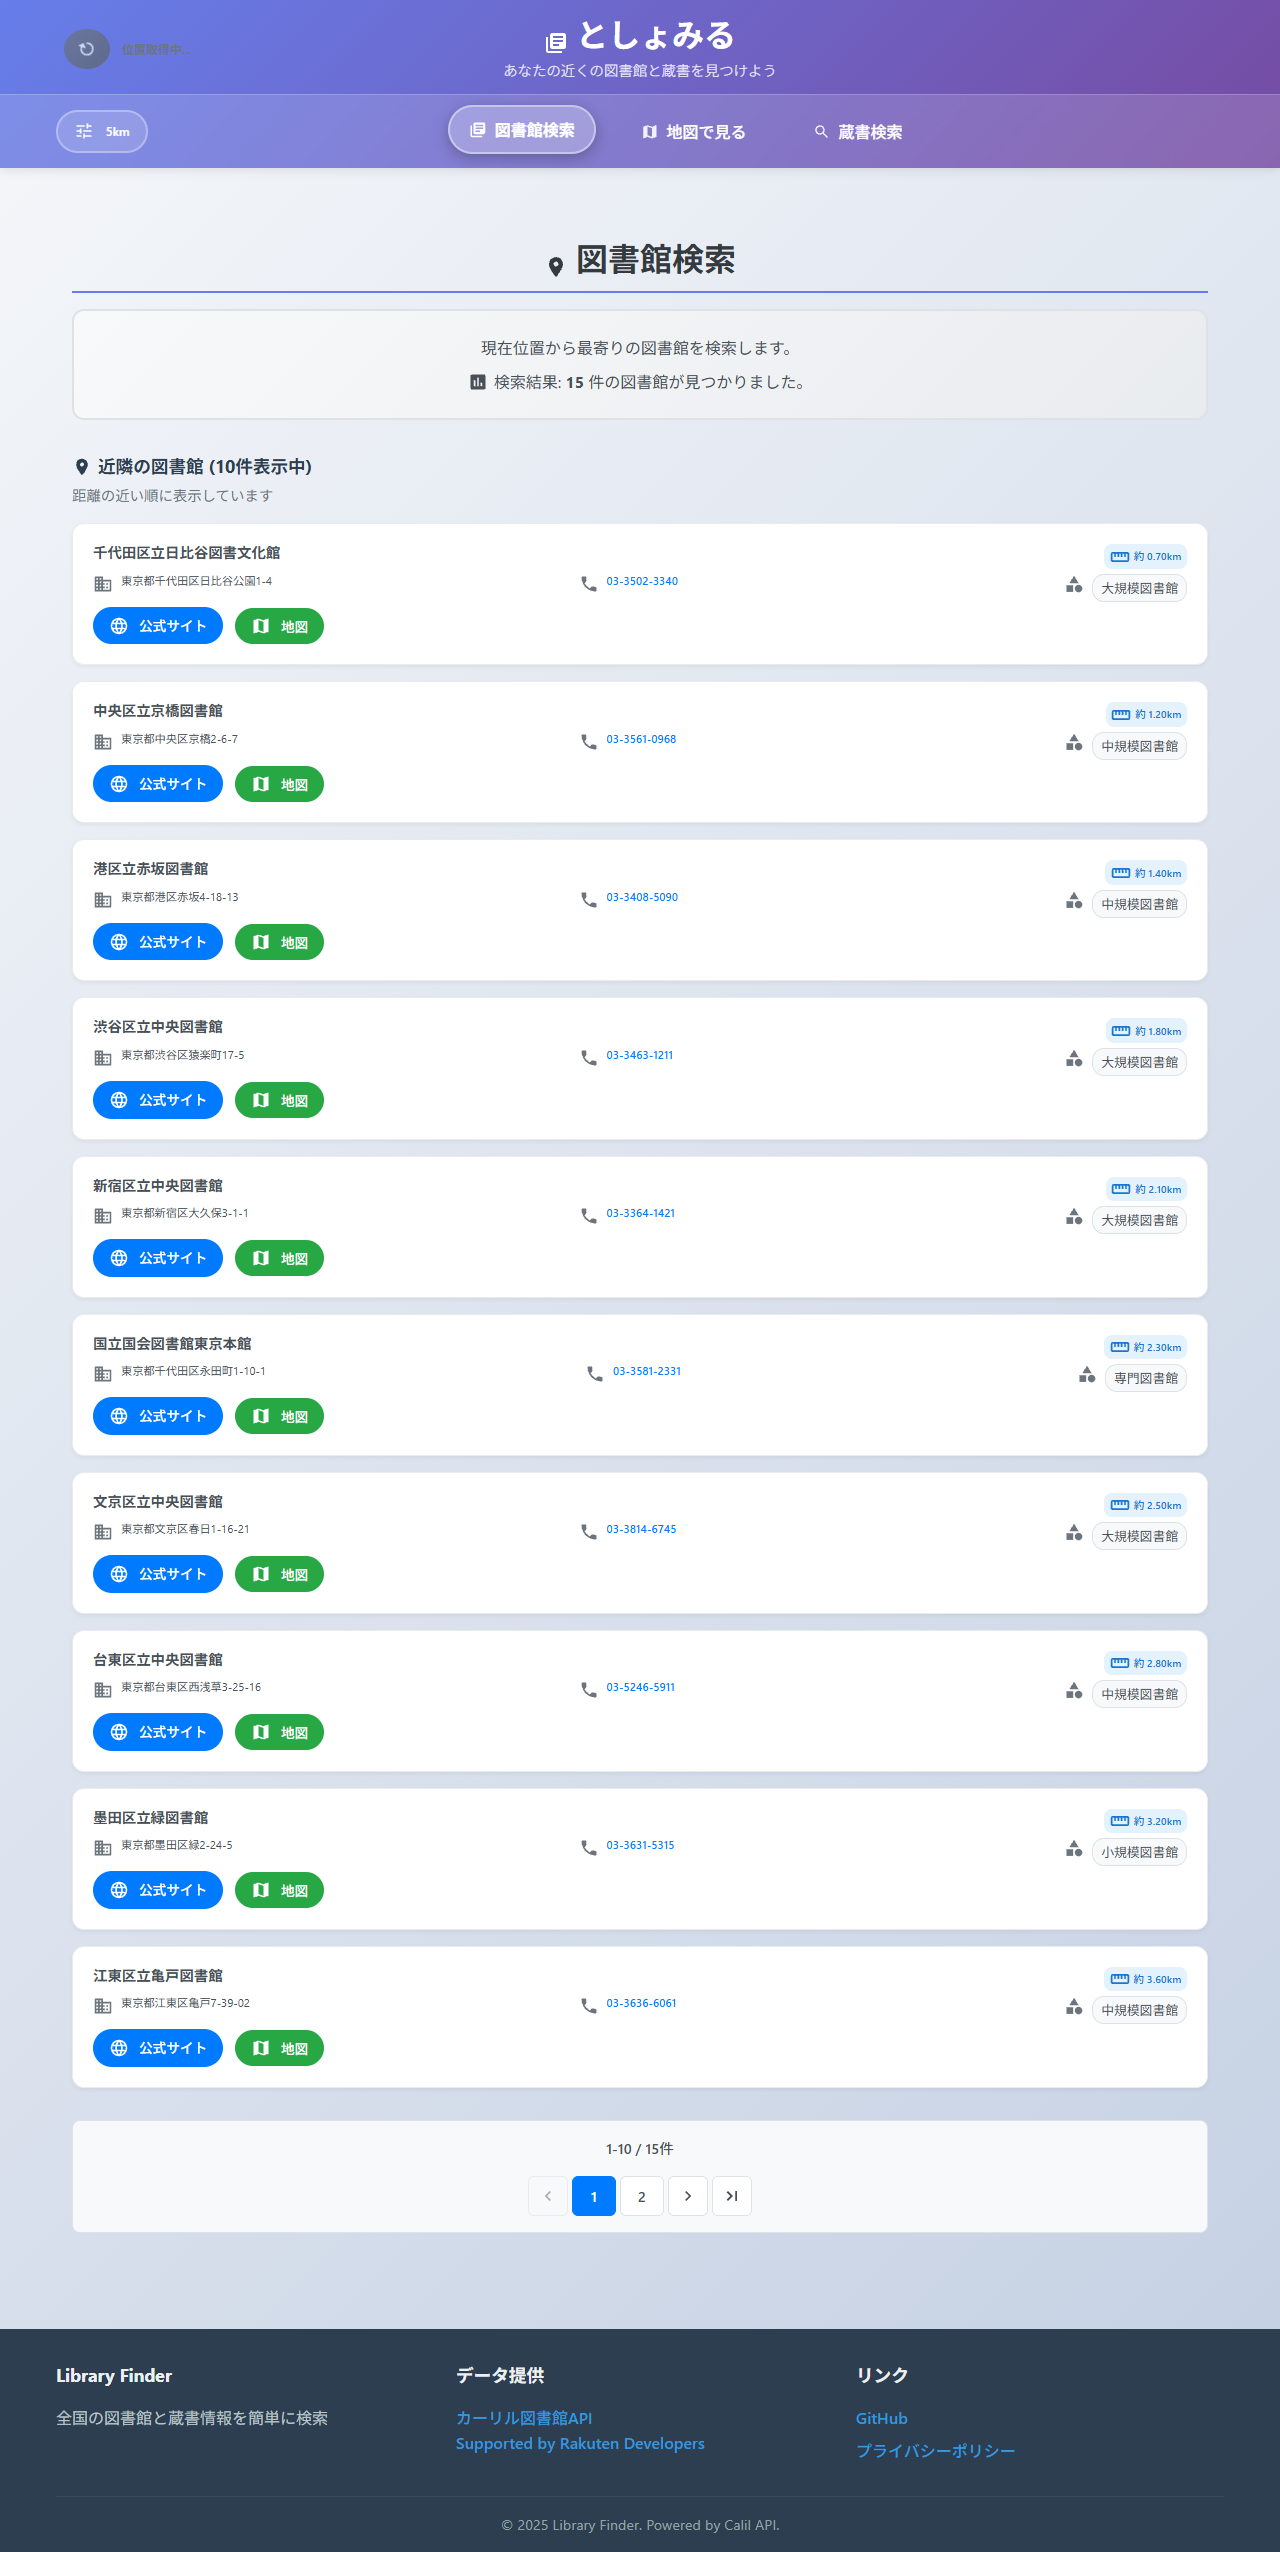 位置取得中...
としょみる
あなたの近くの図書館と蔵書を見つけよう
5km
図書館検索
地図で見る
蔵書検索
図書館検索
現在位置から最寄りの図書館を検索します。
検索結果: 15 件の図書館が見つかりました。
近隣の図書館 (10件表示中)
距離の近い順に表示しています
千代田区立日比谷図書文化館
約 0.70km
東京都千代田区日比谷公園1-4
03-3502-3340
大規模図書館
公式サイト
地図
中央区立京橋図書館
約 1.20km
東京都中央区京橋2-6-7
03-3561-0968
中規模図書館
公式サイト
地図
港区立赤坂図書館
約 1.40km
東京都港区赤坂4-18-13
03-3408-5090
中規模図書館
公式サイト
地図
渋谷区立中央図書館
約 1.80km
東京都渋谷区猿楽町17-5
03-3463-1211
大規模図書館
公式サイト
地図
新宿区立中央図書館
約 2.10km
東京都新宿区大久保3-1-1
03-3364-1421
大規模図書館
公式サイト
地図
国立国会図書館東京本館
約 2.30km
東京都千代田区永田町1-10-1
03-3581-2331
専門図書館
公式サイト
地図
文京区立中央図書館
約 2.50km
東京都文京区春日1-16-21
03-3814-6745
大規模図書館
公式サイト
地図
台東区立中央図書館
約 2.80km
東京都台東区西浅草3-25-16
03-5246-5911
中規模図書館
公式サイト
地図
墨田区立緑図書館
約 3.20km
東京都墨田区緑2-24-5
03-3631-5315
小規模図書館
公式サイト
地図
江東区立亀戸図書館
約 3.60km
東京都江東区亀戸7-39-02
03-3636-6061
中規模図書館
公式サイト
地図
1-10 / 15件
1
2
Library Finder
全国の図書館と蔵書情報を簡単に検索
データ提供
カーリル図書館API
Supported by Rakuten Developers
リンク
GitHub
プライバシーポリシー
© 2025 Library Finder. Powered by Calil API.